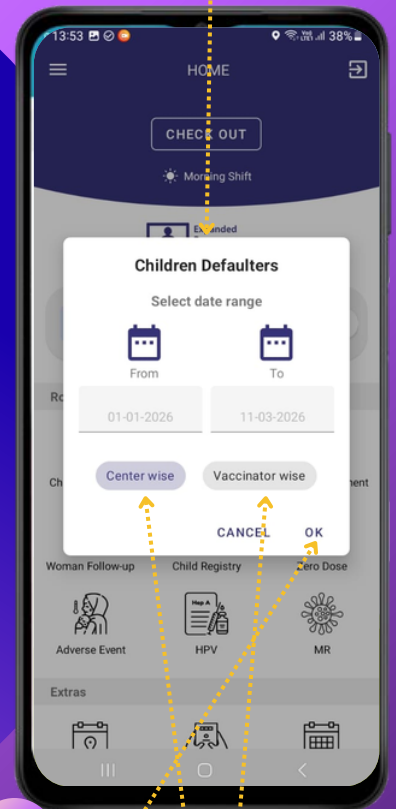 13:53 38%
HOME
CHECK OUT
Morning Shift
Expanded
Children Defaulters
Select date range
From To
01-01-2026 11-03-2026
Center wise Vaccinator wise
CANCEL OK
Woman Follow-up Child Registry Zero Dose
Hep A
Adverse Event HPV MR
Extras